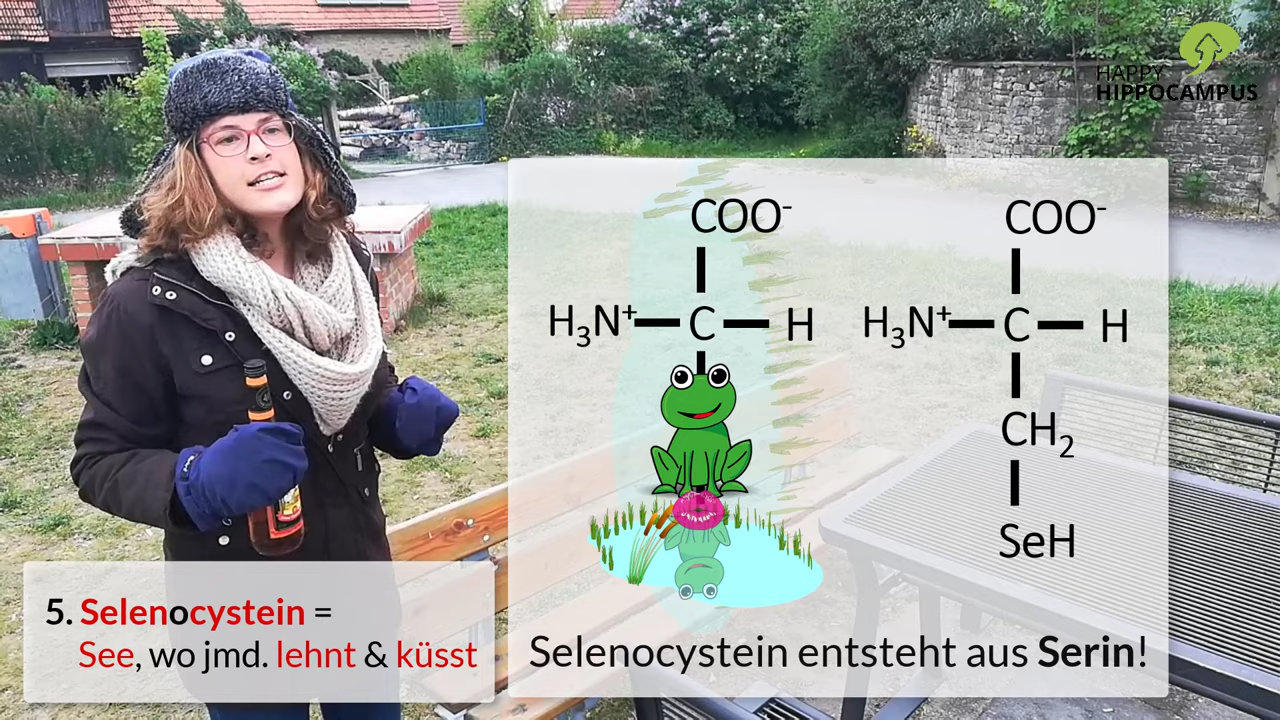 HAPPY
HIPPOCAMPUS
COO⁻
H₃N⁺ C H
COO⁻
H₃N⁺ C H
CH₂
SeH
5. Selenocystein =
See, wo jmd. lehnt & küsst
Selenocystein entsteht aus Serin!